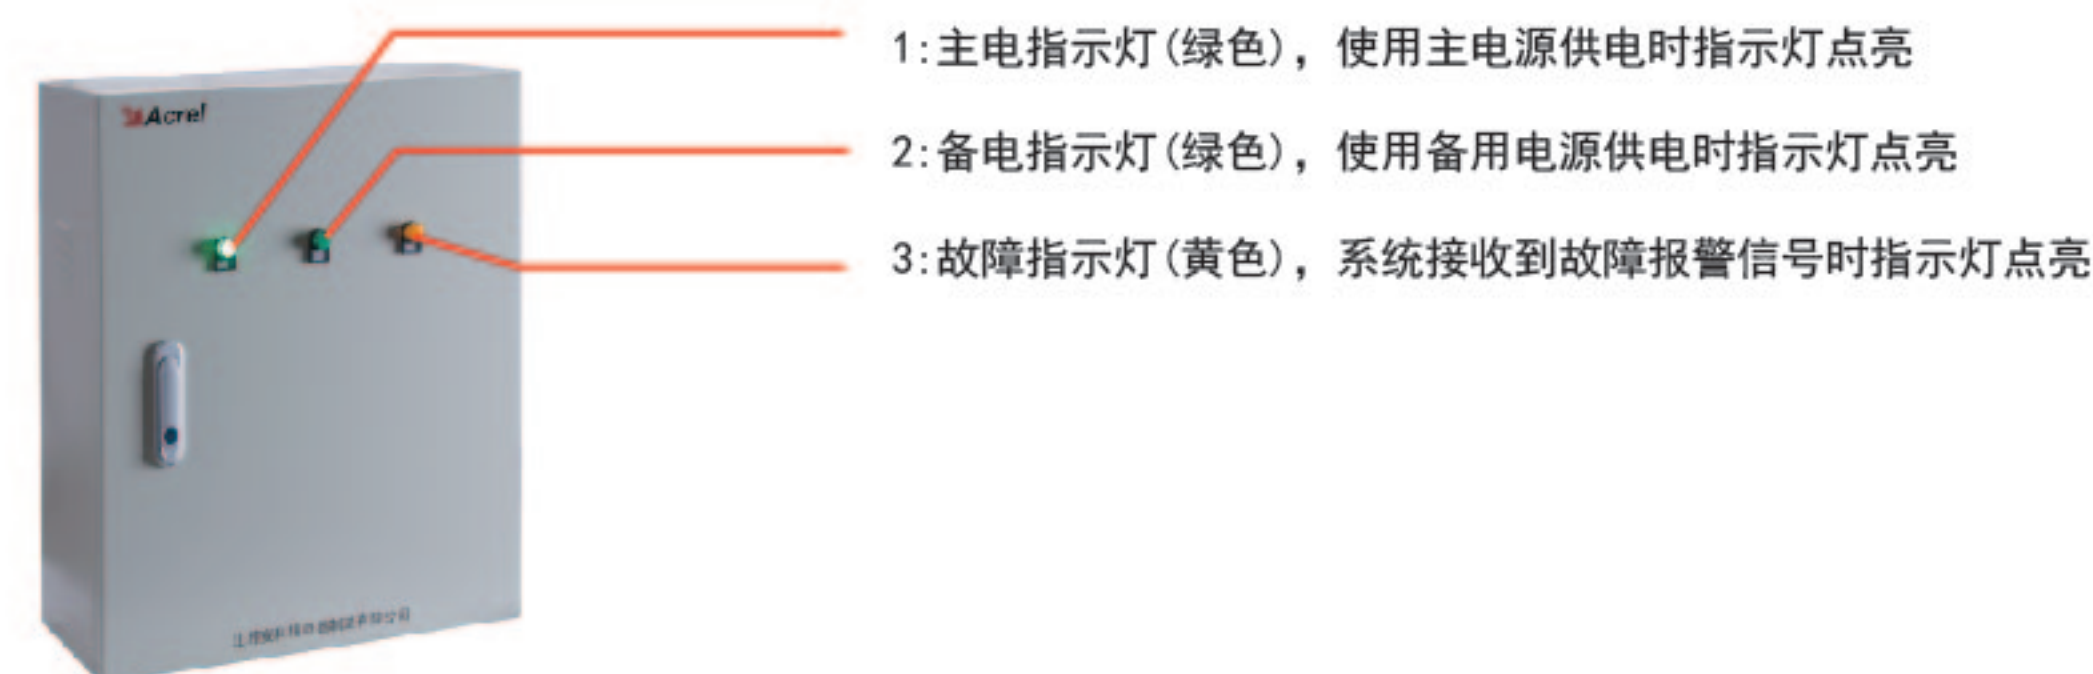 Acrel
1:主电指示灯(绿色)，使用主电源供电时指示灯点亮
2:备电指示灯(绿色)，使用备用电源供电时指示灯点亮
3:故障指示灯(黄色)，系统接收到故障报警信号时指示灯点亮